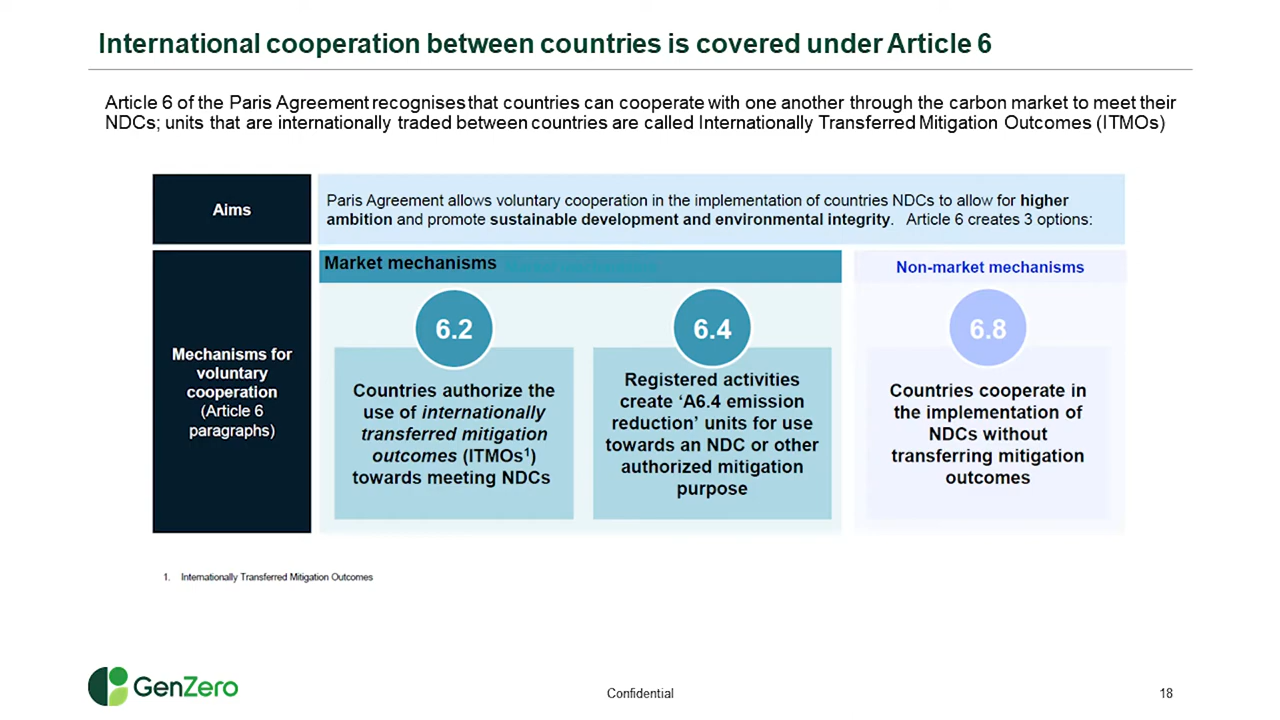 International cooperation between countries is covered under Article 6
Article 6 of the Paris Agreement recognises that countries can cooperate with one another through the carbon market to meet their
NDCs; units that are internationally traded between countries are called Internationally Transferred Mitigation Outcomes (ITMOs)
Aims
Paris Agreement allows voluntary cooperation in the implementation of countries NDCs to allow for higher
ambition and promote sustainable development and environmental integrity. Article 6 creates 3 options:
Mechanisms for
voluntary
cooperation
(Article 6
paragraphs)
Market mechanisms
6.2
Countries authorize the
use of internationally
transferred mitigation
outcomes (ITMOs1)
towards meeting NDCs
6.4
Registered activities
create ‘A6.4 emission
reduction’ units for use
towards an NDC or other
authorized mitigation
purpose
Non-market mechanisms
6.8
Countries cooperate in
the implementation of
NDCs without
transferring mitigation
outcomes
1. Internationally Transferred Mitigation Outcomes
GenZero
Confidential
18